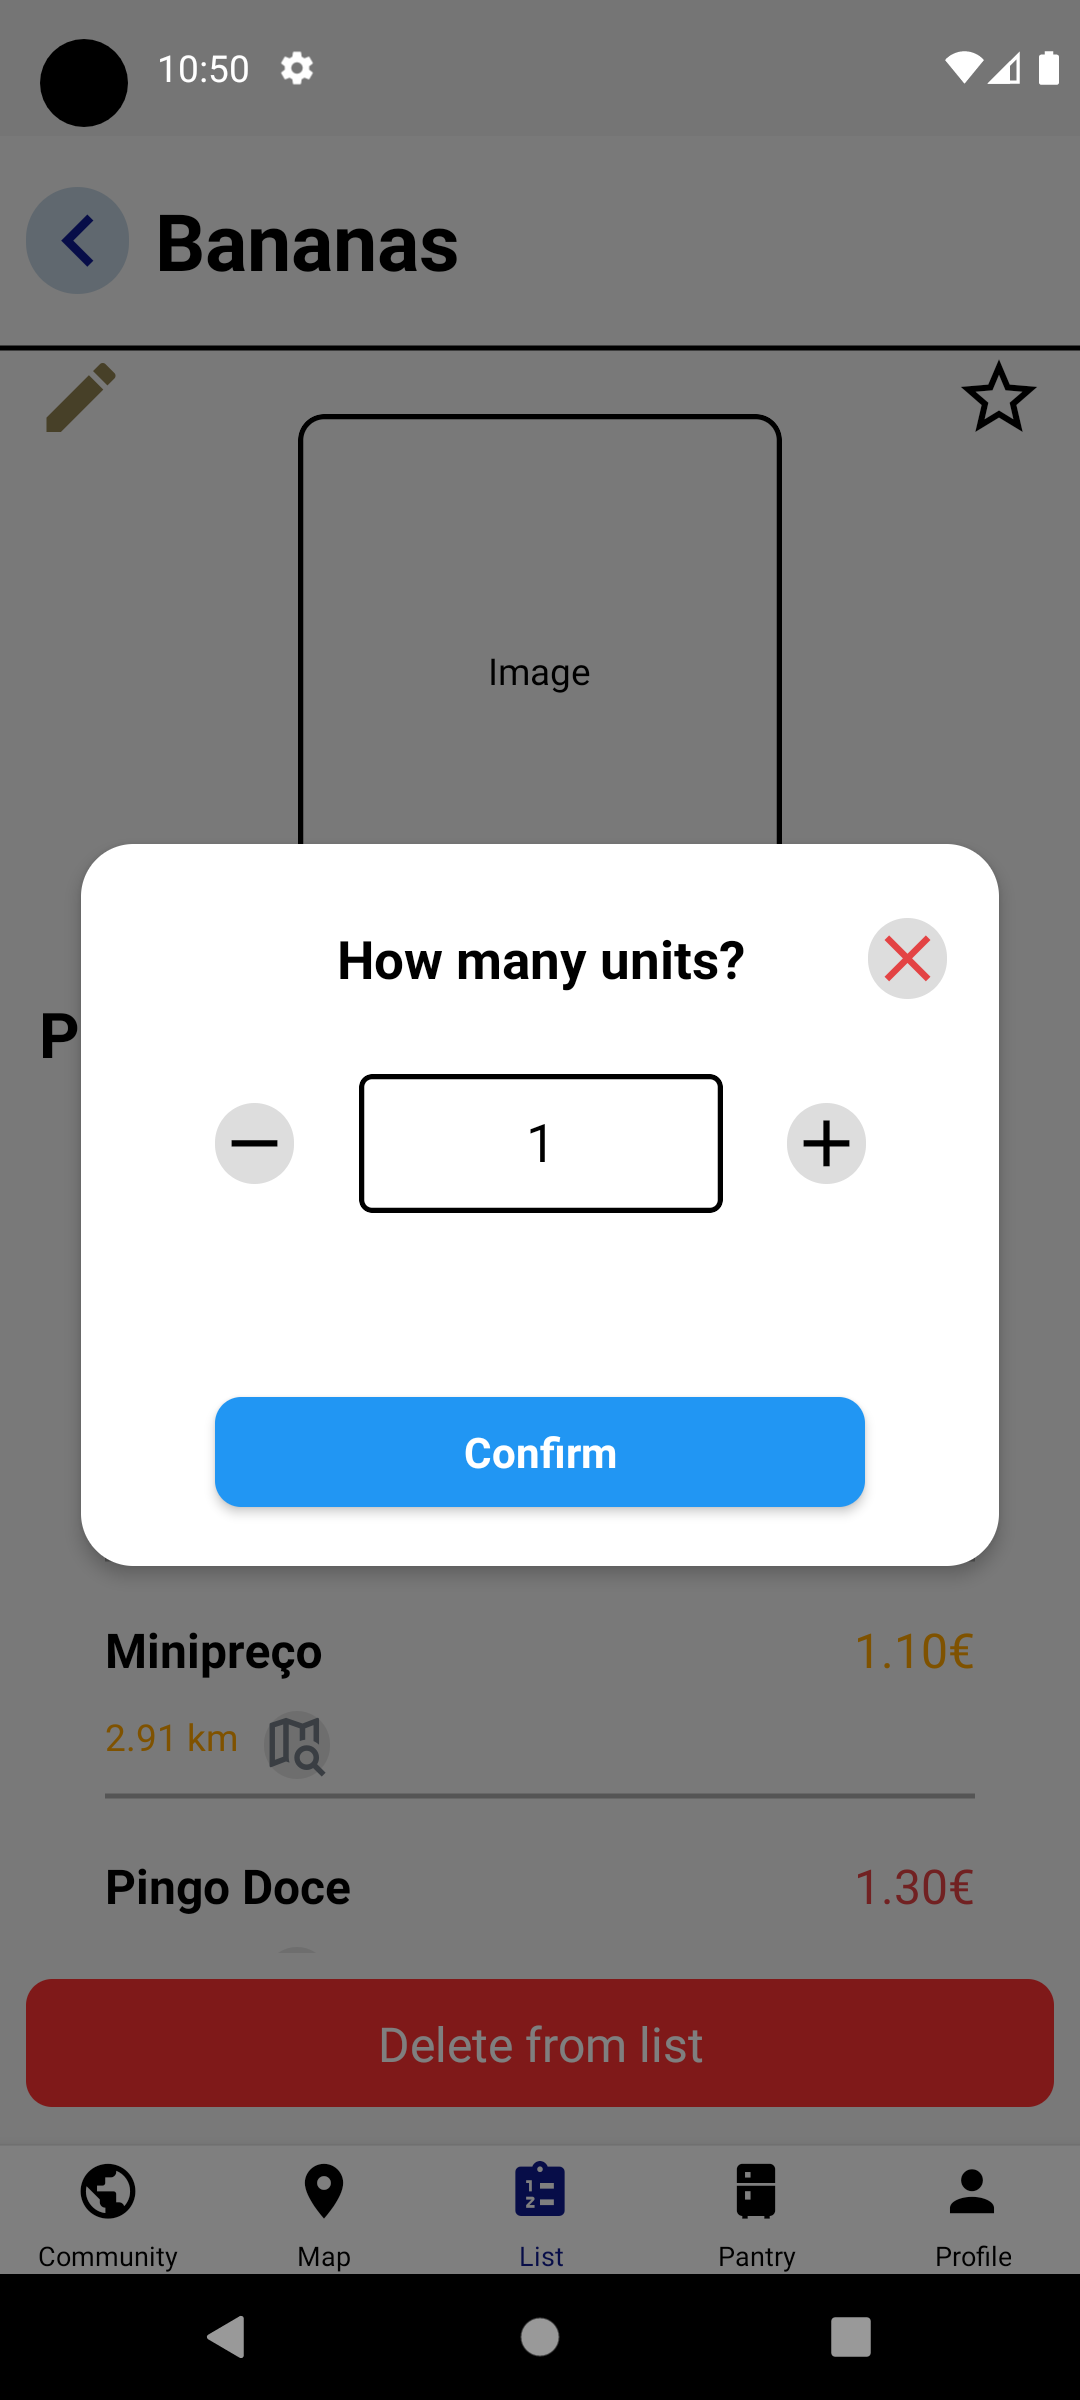 10:50
Bananas
Image
How many units?
P
1
Confirm
Minipreço 1.10€
2.91 km
Pingo Doce 1.30€
Delete from list
Community Map List Pantry Profile